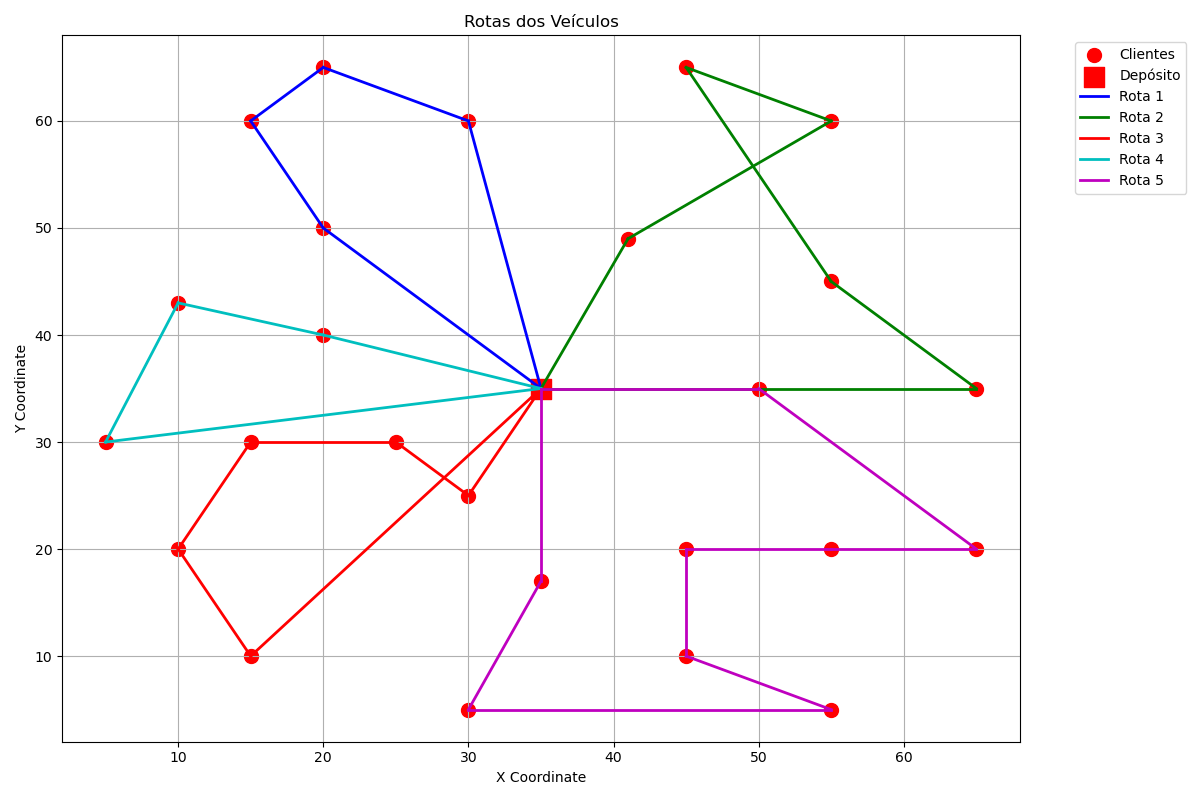 Rotas dos Veículos
Clientes
Depósito
Rota 1
Rota 2
Rota 3
Rota 4
Rota 5
Y Coordinate
60
50
40
30
20
10
10
20
30
40
50
60
X Coordinate